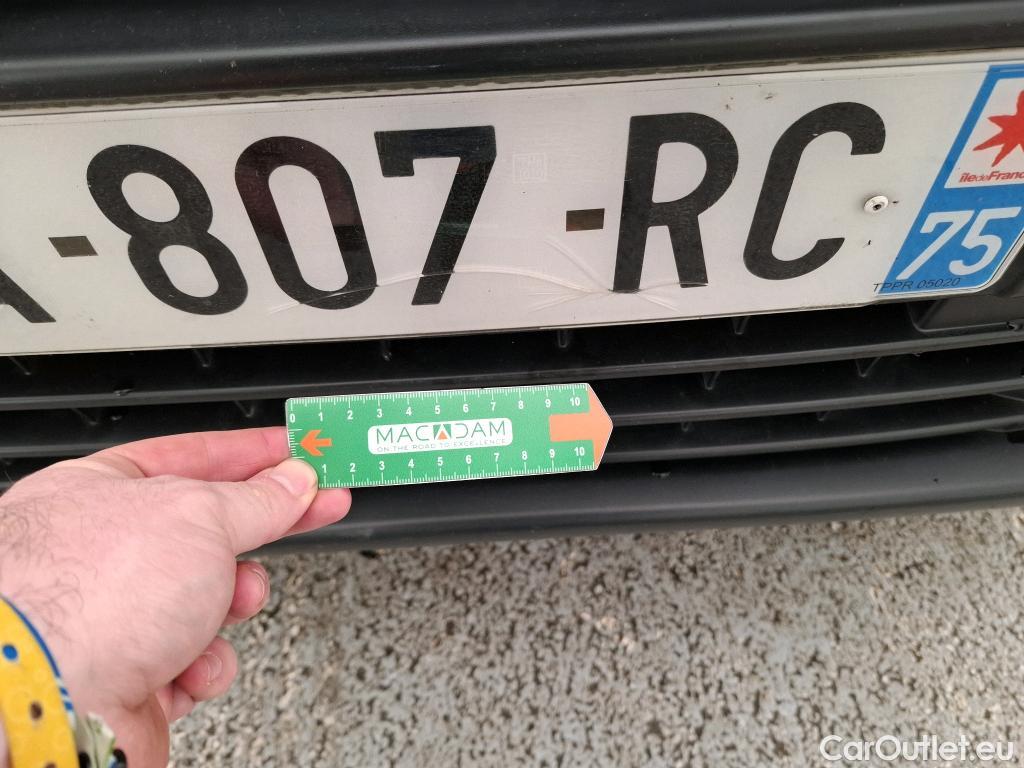 -807-RC
îledeFranc
75
TPPR 05020
0 1 2 3 4 5 6 7 8 9 10
MACADAM
ON THE ROAD TO EXCELLENCE
1 2 3 4 5 6 7 8 9 10
CarOutlet.eu